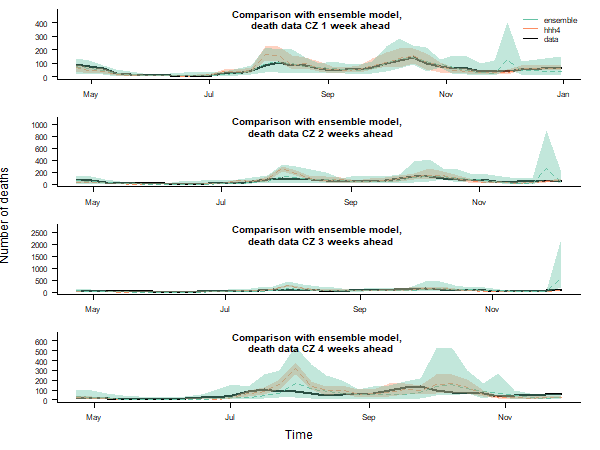 Comparison with ensemble model,
death data CZ 1 week ahead
ensemble
hhh4
data
400
300
200
100
0
May
Jul
Sep
Nov
Jan
Comparison with ensemble model,
death data CZ 2 weeks ahead
1000
800
600
400
200
0
May
Jul
Sep
Nov
Number of deaths
Comparison with ensemble model,
death data CZ 3 weeks ahead
2500
2000
1500
1000
500
0
May
Jul
Sep
Nov
Comparison with ensemble model,
death data CZ 4 weeks ahead
600
500
400
300
200
100
0
May
Jul
Sep
Nov
Time